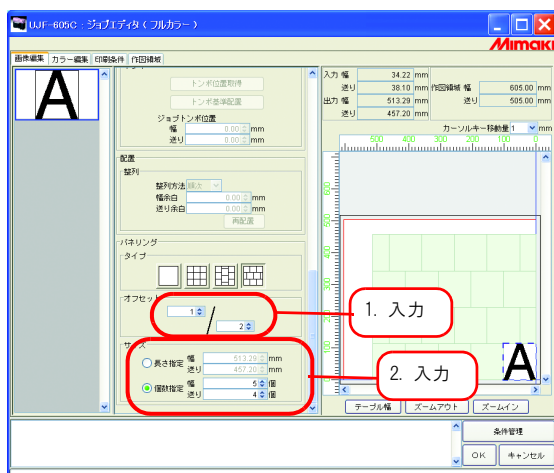 UJF-605C : ジョブエディタ ( フルカラー )
Mimaki
画像編集 カラー編集 印刷条件 作図領域
A
トンボ位置取得
トンボ基準配置
ジョブトンボ位置
幅 0.00 mm
送り 0.00 mm
配置
整列
整列方法 順次
幅余白 0.00 mm
送り余白 0.00 mm
再配置
パネリング
タイプ
オフセット
1 / 2
サイズ
長さ指定 幅 513.29 mm
送り 457.20 mm
個数指定 幅 5 個
送り 4 個
入力 幅 34.22 mm
送り 38.10 mm
出力 幅 513.29 mm
送り 457.20 mm
作図領域 幅 605.00 mm
送り 505.00 mm
カーソルキー移動量 1 mm
600 400 300 200 100 0
600
500
400
300
200
100
0
A
1. 入力
2. 入力
テーブル幅 ズームアウト ズームイン
条件管理
OK キャンセル